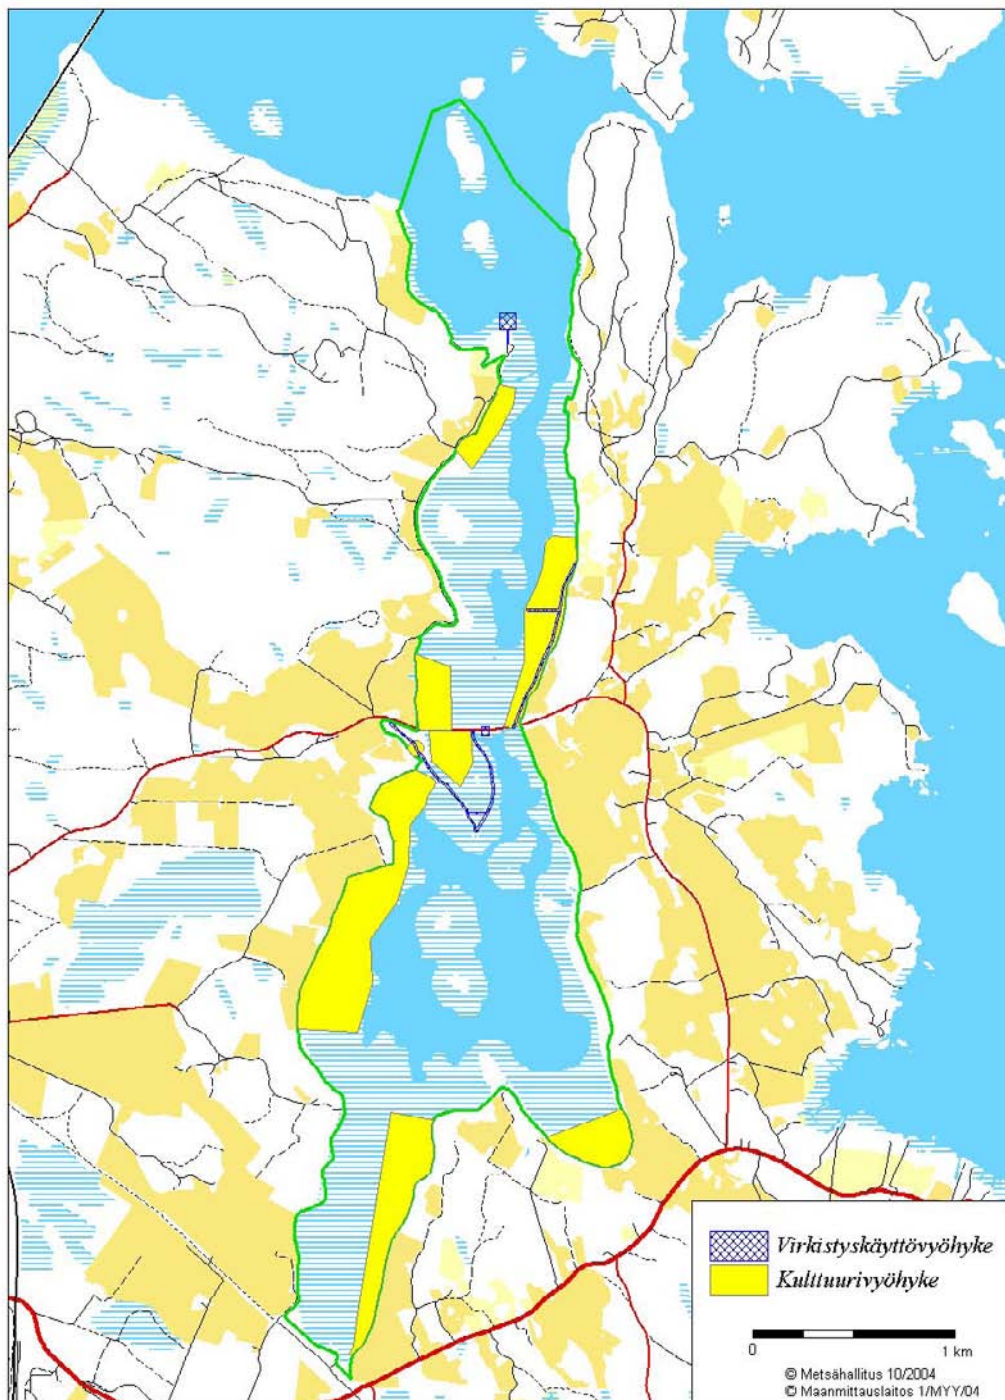 Virkistyskäyttövyöhyke
Kulttuurivyöhyke
0 1 km
© Metsähallitus 10/2004
© Maanmittauslaitos 1/MYY/04